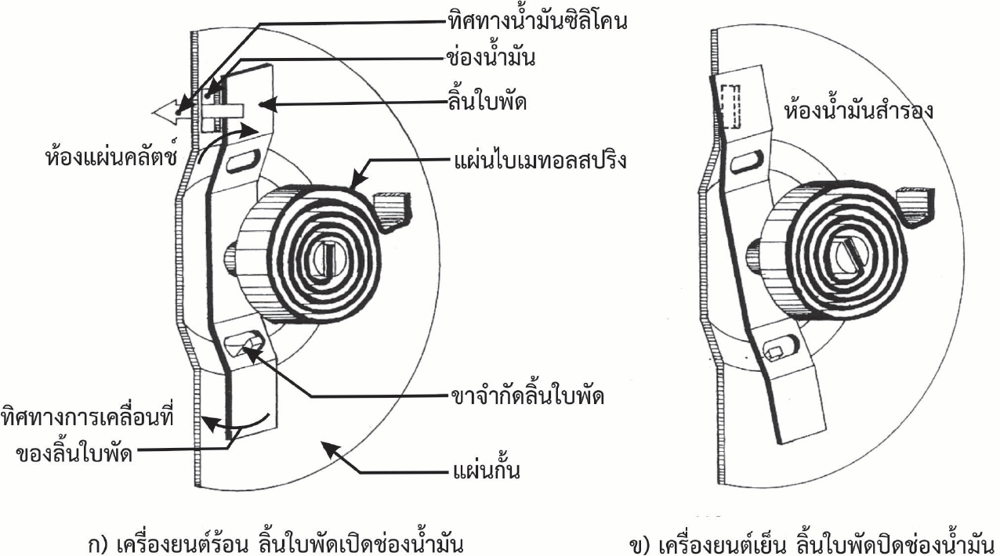 ทิศทางน้ำมันซิลิโคน
ช่องน้ำมัน
ลิ้นใบพัด
ห้องแผ่นคลัตช์
แผ่นไบเมทอลสปริง
ขาจำกัดลิ้นใบพัด
ทิศทางการเคลื่อนที่
ของลิ้นใบพัด
แผ่นกั้น
ก) เครื่องยนต์ร้อน ลิ้นใบพัดเปิดช่องน้ำมัน
ห้องน้ำมันสำรอง
ข) เครื่องยนต์เย็น ลิ้นใบพัดปิดช่องน้ำมัน